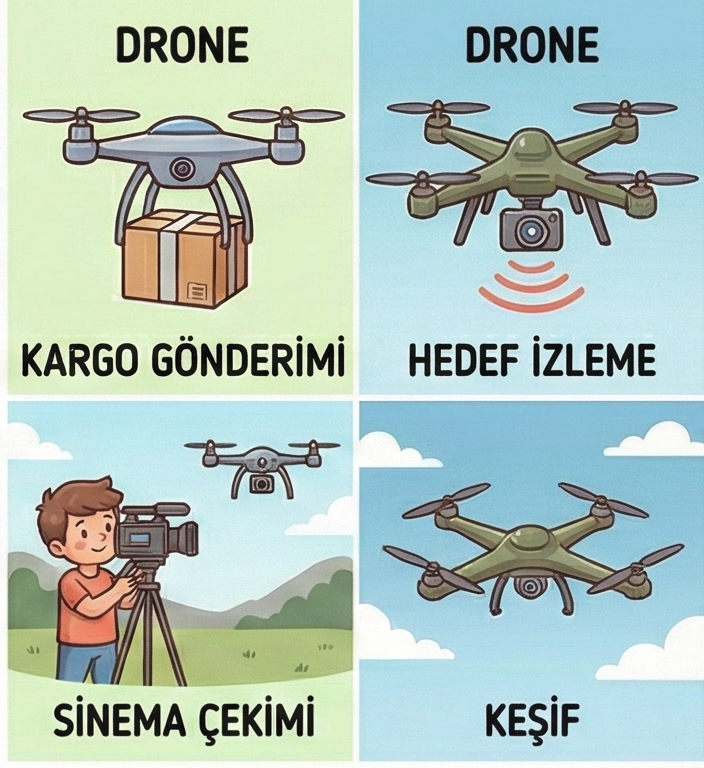 DRONE
KARGO GÖNDERİMİ
DRONE
HEDEF İZLEME
SİNEMA ÇEKİMİ
KEŞİF